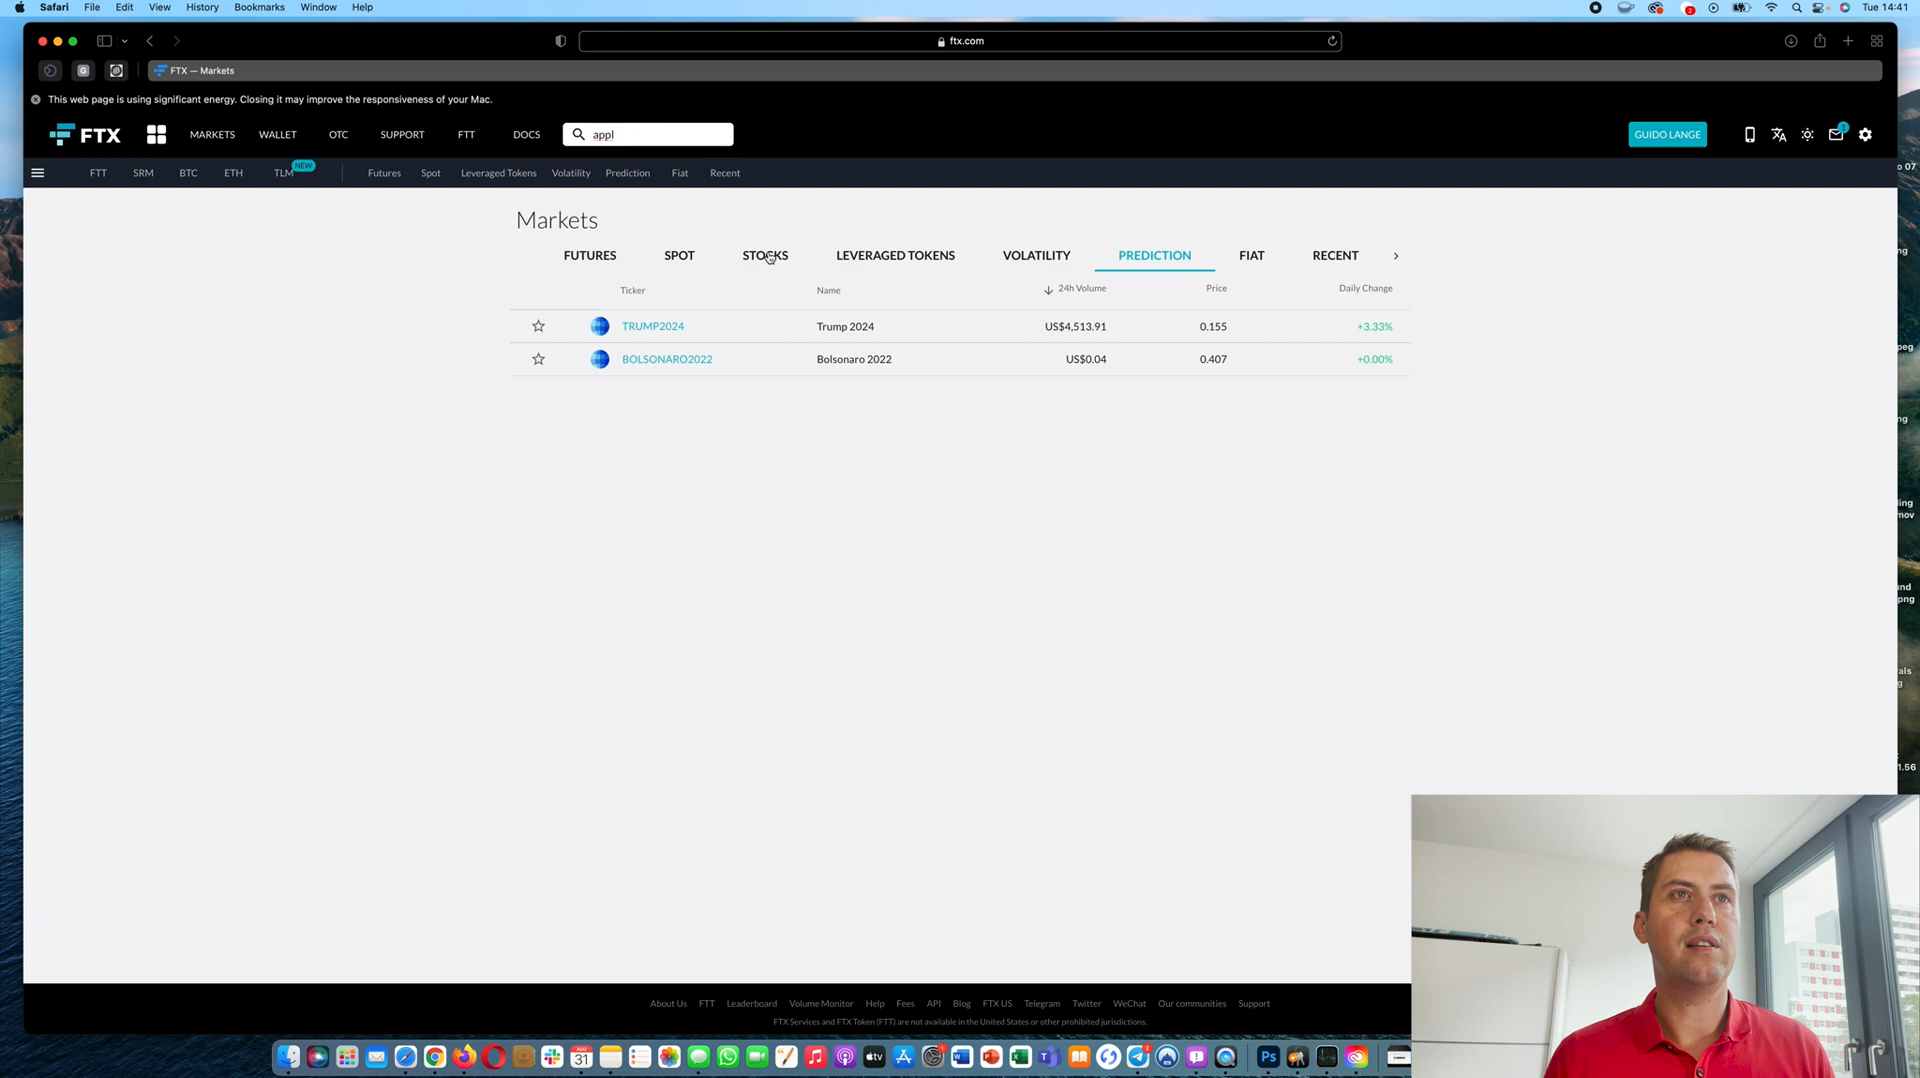 Safari File Edit View History Bookmarks Window Help
2
Tue 14:41
ftx.com
G
FTX — Markets
This web page is using significant energy. Closing it may improve the responsiveness of your Mac.
FTX MARKETS WALLET OTC SUPPORT FTT DOCS appl GUIDO LANGE
FTT SRM BTC ETH TLM NEW Futures Spot Leveraged Tokens Volatility Prediction Fiat Recent
Markets
FUTURES SPOT STOCKS LEVERAGED TOKENS VOLATILITY PREDICTION FIAT RECENT
Ticker Name 24h Volume Price Daily Change
TRUMP2024 Trump 2024 US$4,513.91 0.155 +3.33%
BOLSONARO2022 Bolsonaro 2022 US$0.04 0.407 +0.00%
About Us FTT Leaderboard Volume Monitor Help Fees API Blog FTX US Telegram Twitter WeChat Our communities Support
FTX Services and FTX Token (FTT) are not available in the United States or other prohibited jurisdictions.
AUG
31
tv
Ps